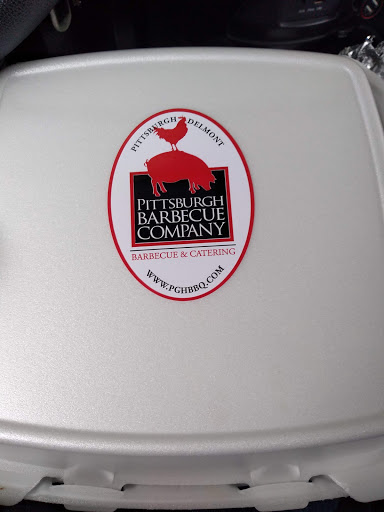 PITTSBURGH DELMONT
PITTSBURGH
BARBECUE
COMPANY
BARBECUE & CATERING
WWW.PGHBBQ.COM